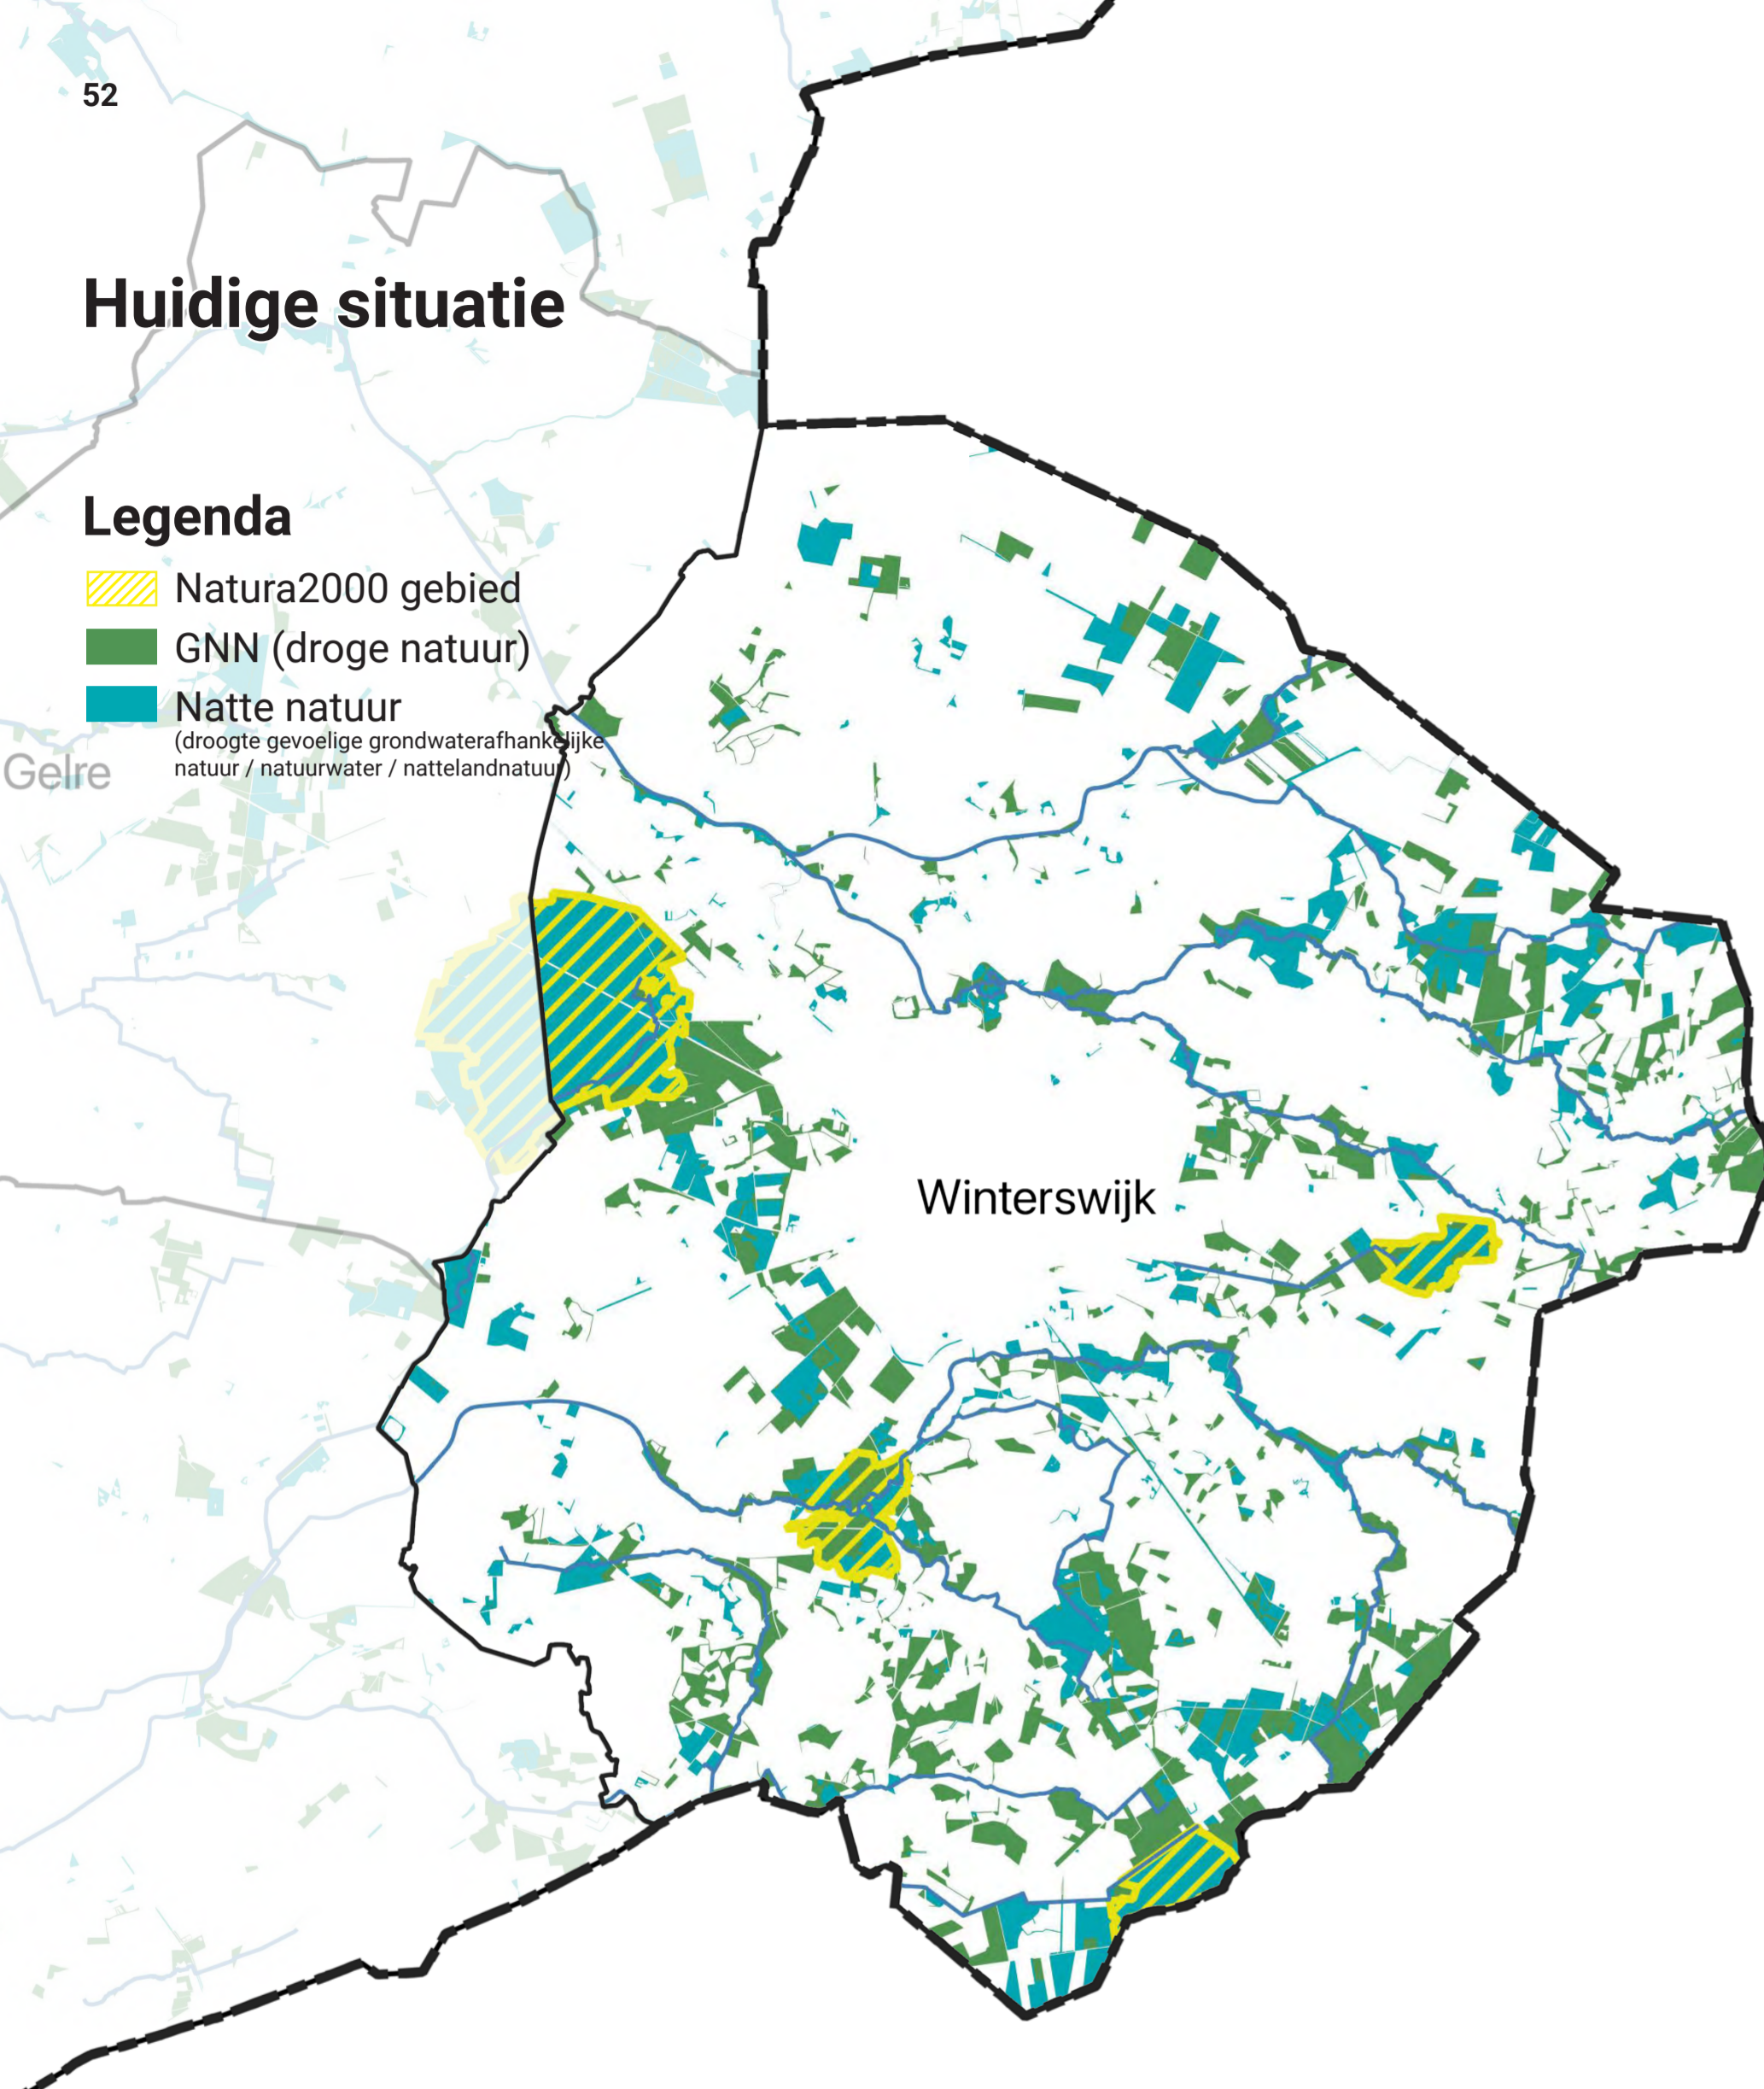 52
Huidige situatie
Legenda
Natura2000 gebied
GNN (droge natuur)
Natte natuur
(droogte gevoelige grondwaterafhankelijke
natuur / natuurwater / nattelandnatuur)
Gelre
Winterswijk